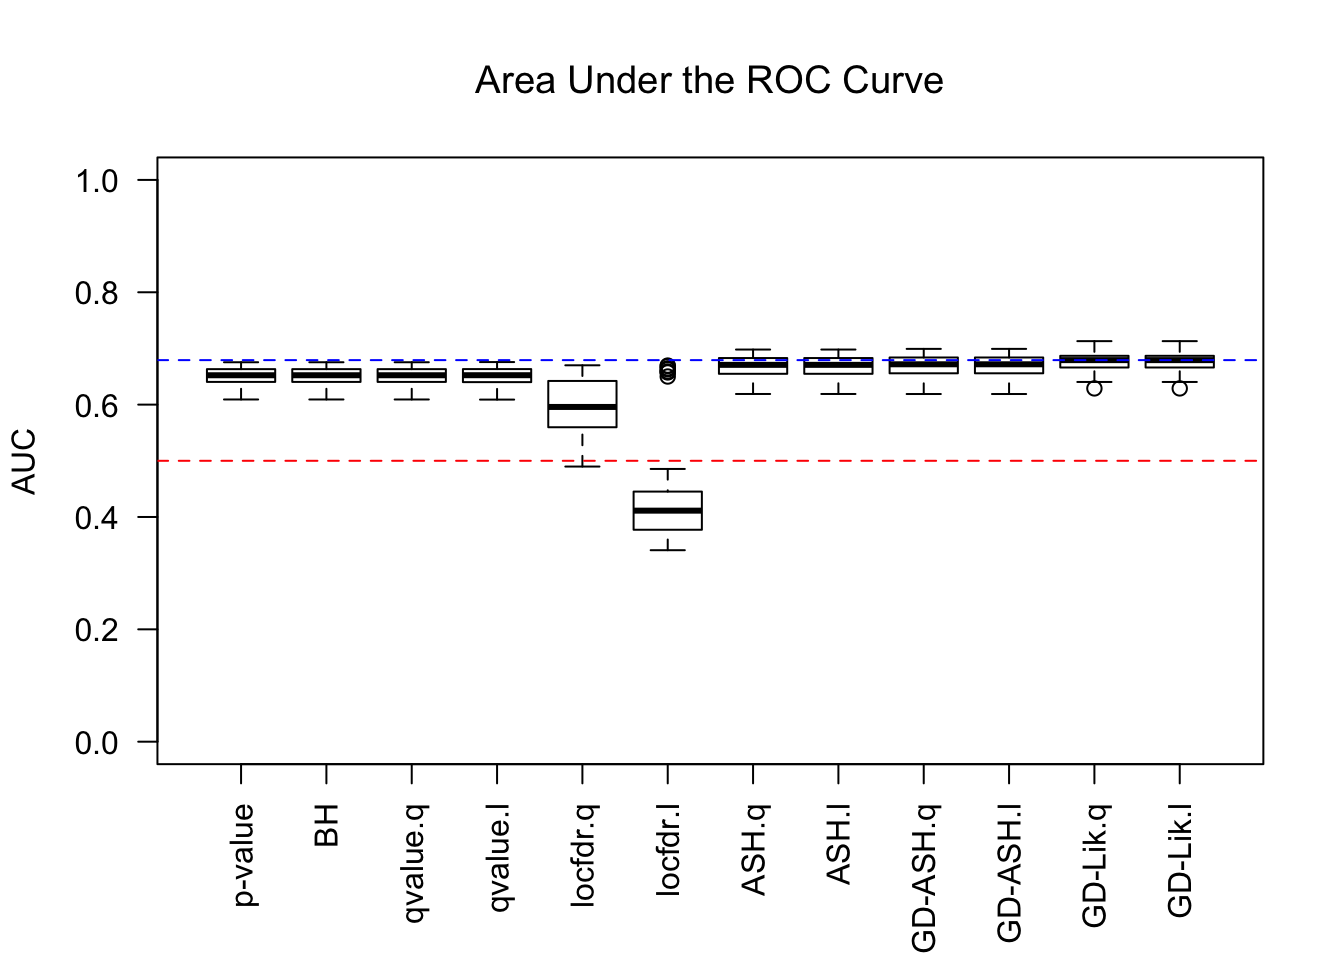 Area Under the ROC Curve
AUC
1.0
0.8
0.6
0.4
0.2
0.0
p-value
BH
qvalue.q
qvalue.l
locfdr.q
locfdr.l
ASH.q
ASH.l
GD-ASH.q
GD-ASH.l
GD-Lik.q
GD-Lik.l